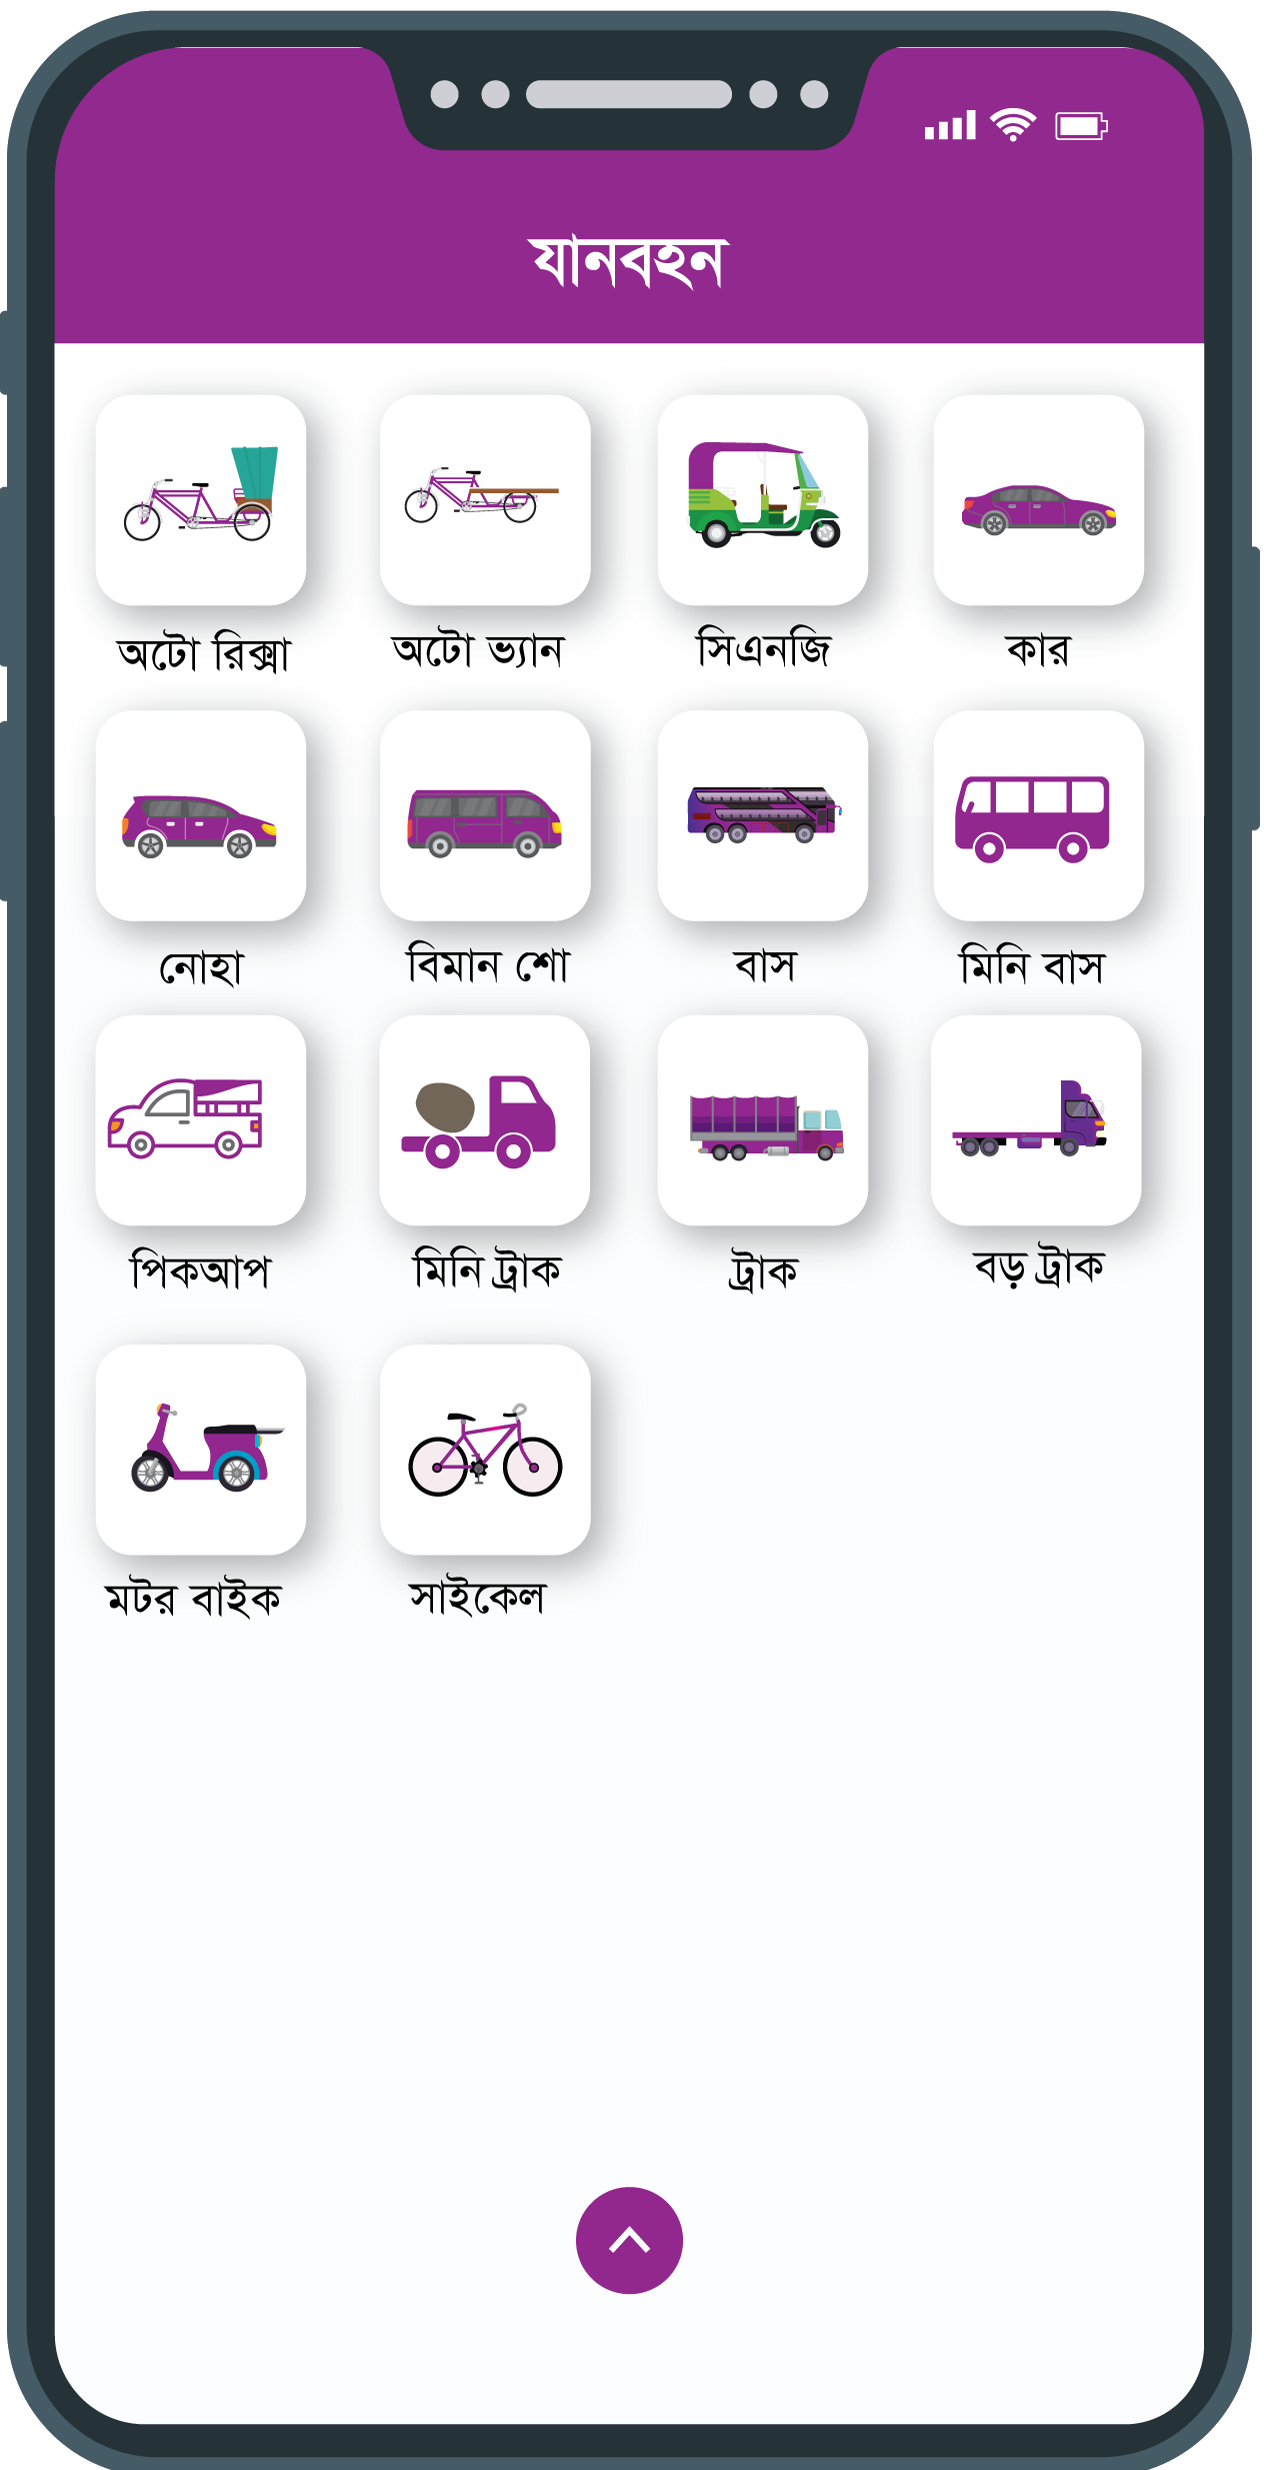 যানবহন
অটো রিক্সা
অটো ভ্যান
সিএনজি
কার
নোহা
বিমান শো
বাস
মিনি বাস
পিকআপ
মিনি ট্রাক
ট্রাক
বড় ট্রাক
মটর বাইক
সাইকেল